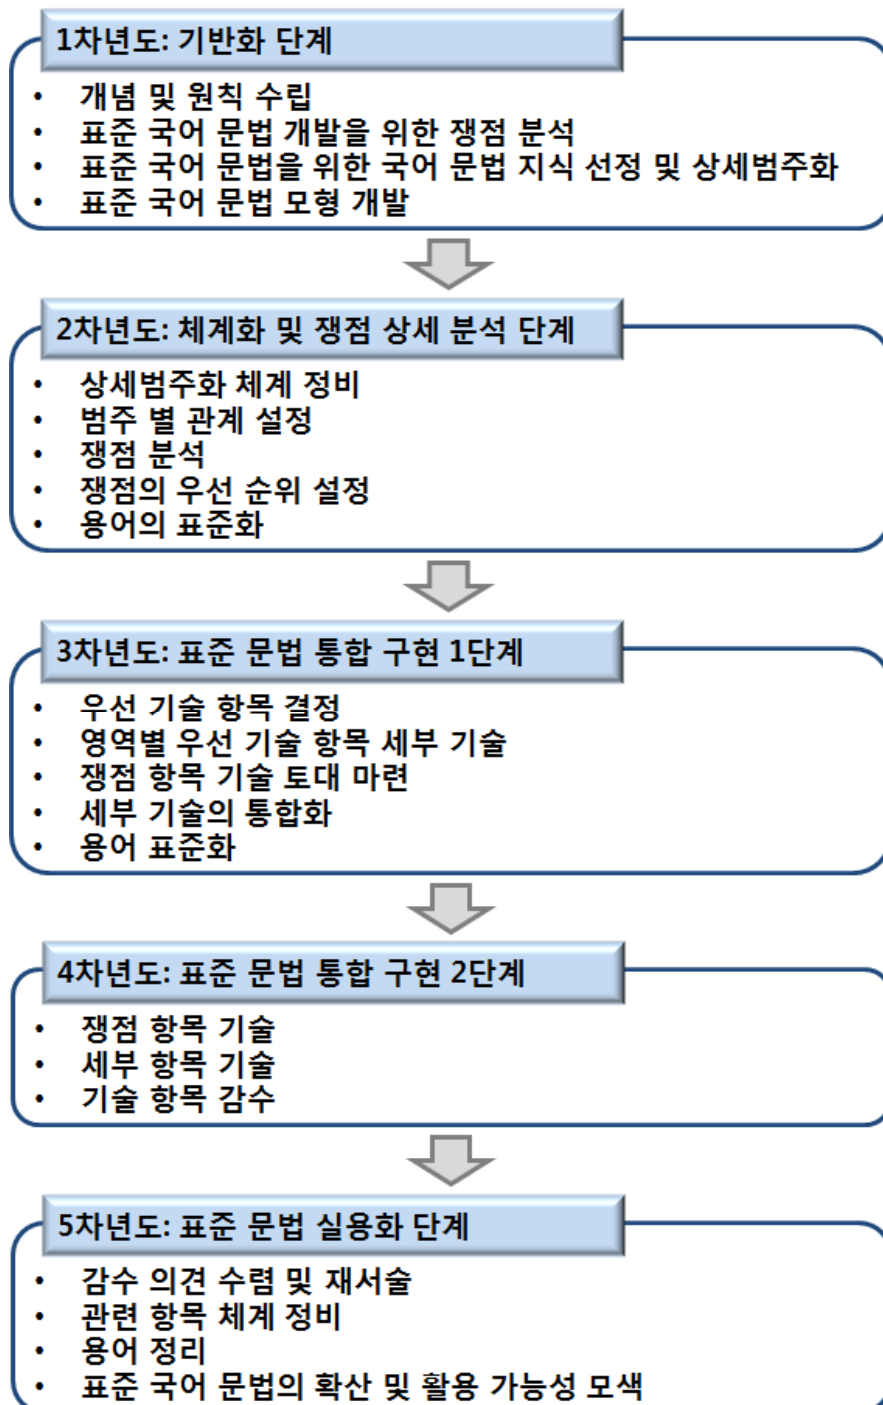 1차년도: 기반화 단계
• 개념 및 원칙 수립
• 표준 국어 문법 개발을 위한 쟁점 분석
• 표준 국어 문법을 위한 국어 문법 지식 선정 및 상세범주화
• 표준 국어 문법 모형 개발
2차년도: 체계화 및 쟁점 상세 분석 단계
• 상세범주화 체계 정비
• 범주 별 관계 설정
• 쟁점 분석
• 쟁점의 우선 순위 설정
• 용어의 표준화
3차년도: 표준 문법 통합 구현 1단계
• 우선 기술 항목 결정
• 영역별 우선 기술 항목 세부 기술
• 쟁점 항목 기술 토대 마련
• 세부 기술의 통합화
• 용어 표준화
4차년도: 표준 문법 통합 구현 2단계
• 쟁점 항목 기술
• 세부 항목 기술
• 기술 항목 감수
5차년도: 표준 문법 실용화 단계
• 감수 의견 수렴 및 재서술
• 관련 항목 체계 정비
• 용어 정리
• 표준 국어 문법의 확산 및 활용 가능성 모색